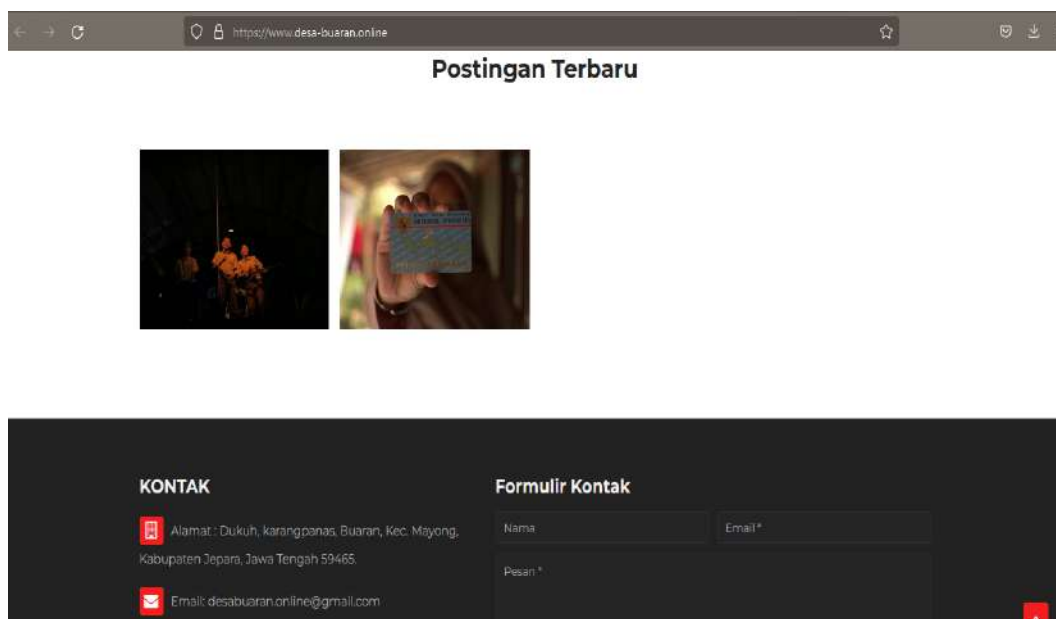 https://www.desa-buaran.online
Postingan Terbaru
KONTAK
Alamat : Dukuh, karangpanas, Buaran, Kec. Mayong,
Kabupaten Jepara, Jawa Tengah 59465.
Email: desabuaran.online@gmail.com
Formulir Kontak
Nama
Email *
Pesan *